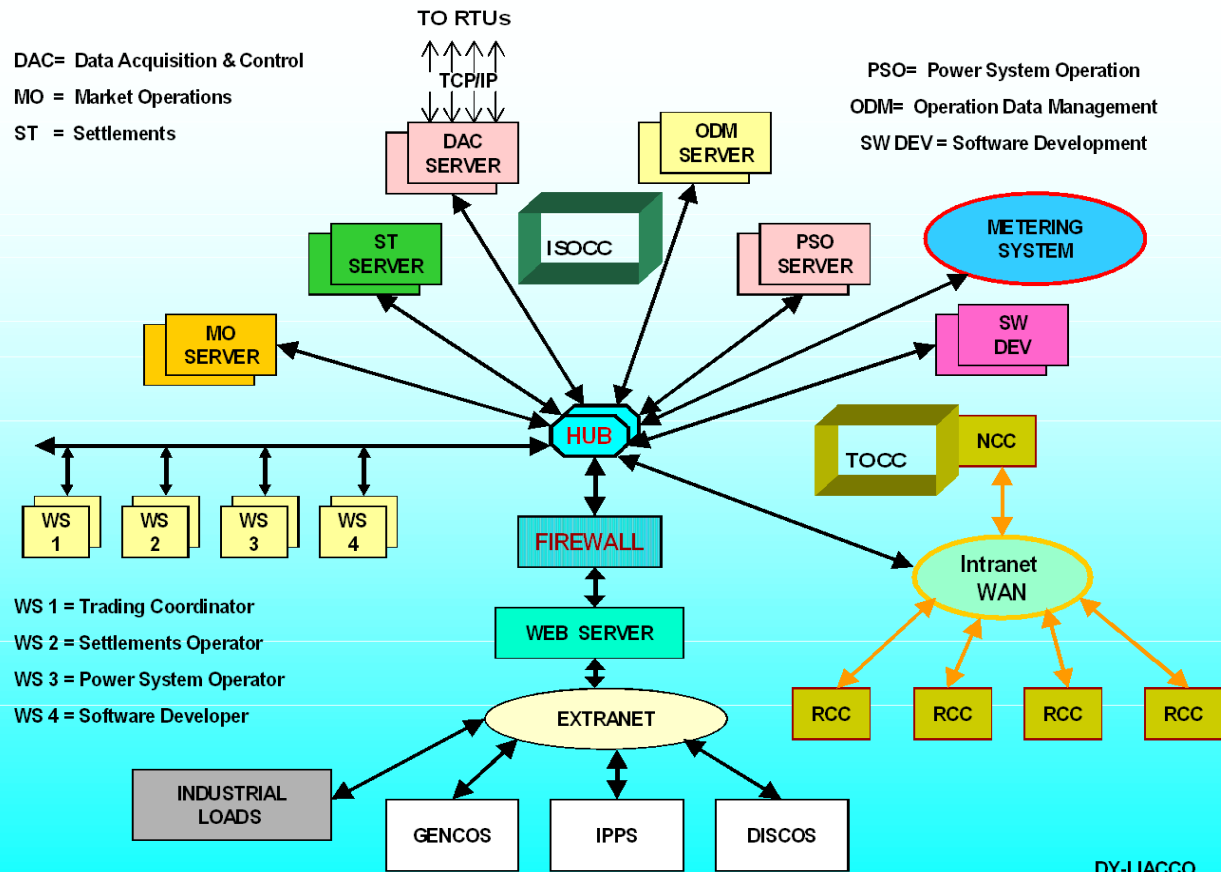 TO RTUs
DAC= Data Acquisition & Control
MO = Market Operations
ST = Settlements
TCP/IP
PSO= Power System Operation
ODM= Operation Data Management
SW DEV = Software Development
DAC
SERVER
ODM
SERVER
ST
SERVER
ISOCC
PSO
SERVER
METERING
SYSTEM
MO
SERVER
SW
DEV
HUB
TOCC
NCC
WS
1
WS
2
WS
3
WS
4
FIREWALL
Intranet
WAN
WS 1 = Trading Coordinator
WS 2 = Settlements Operator
WS 3 = Power System Operator
WS 4 = Software Developer
WEB SERVER
EXTRANET
RCC
RCC
RCC
RCC
INDUSTRIAL
LOADS
GENCOS
IPPS
DISCOS
DY-LIACCO